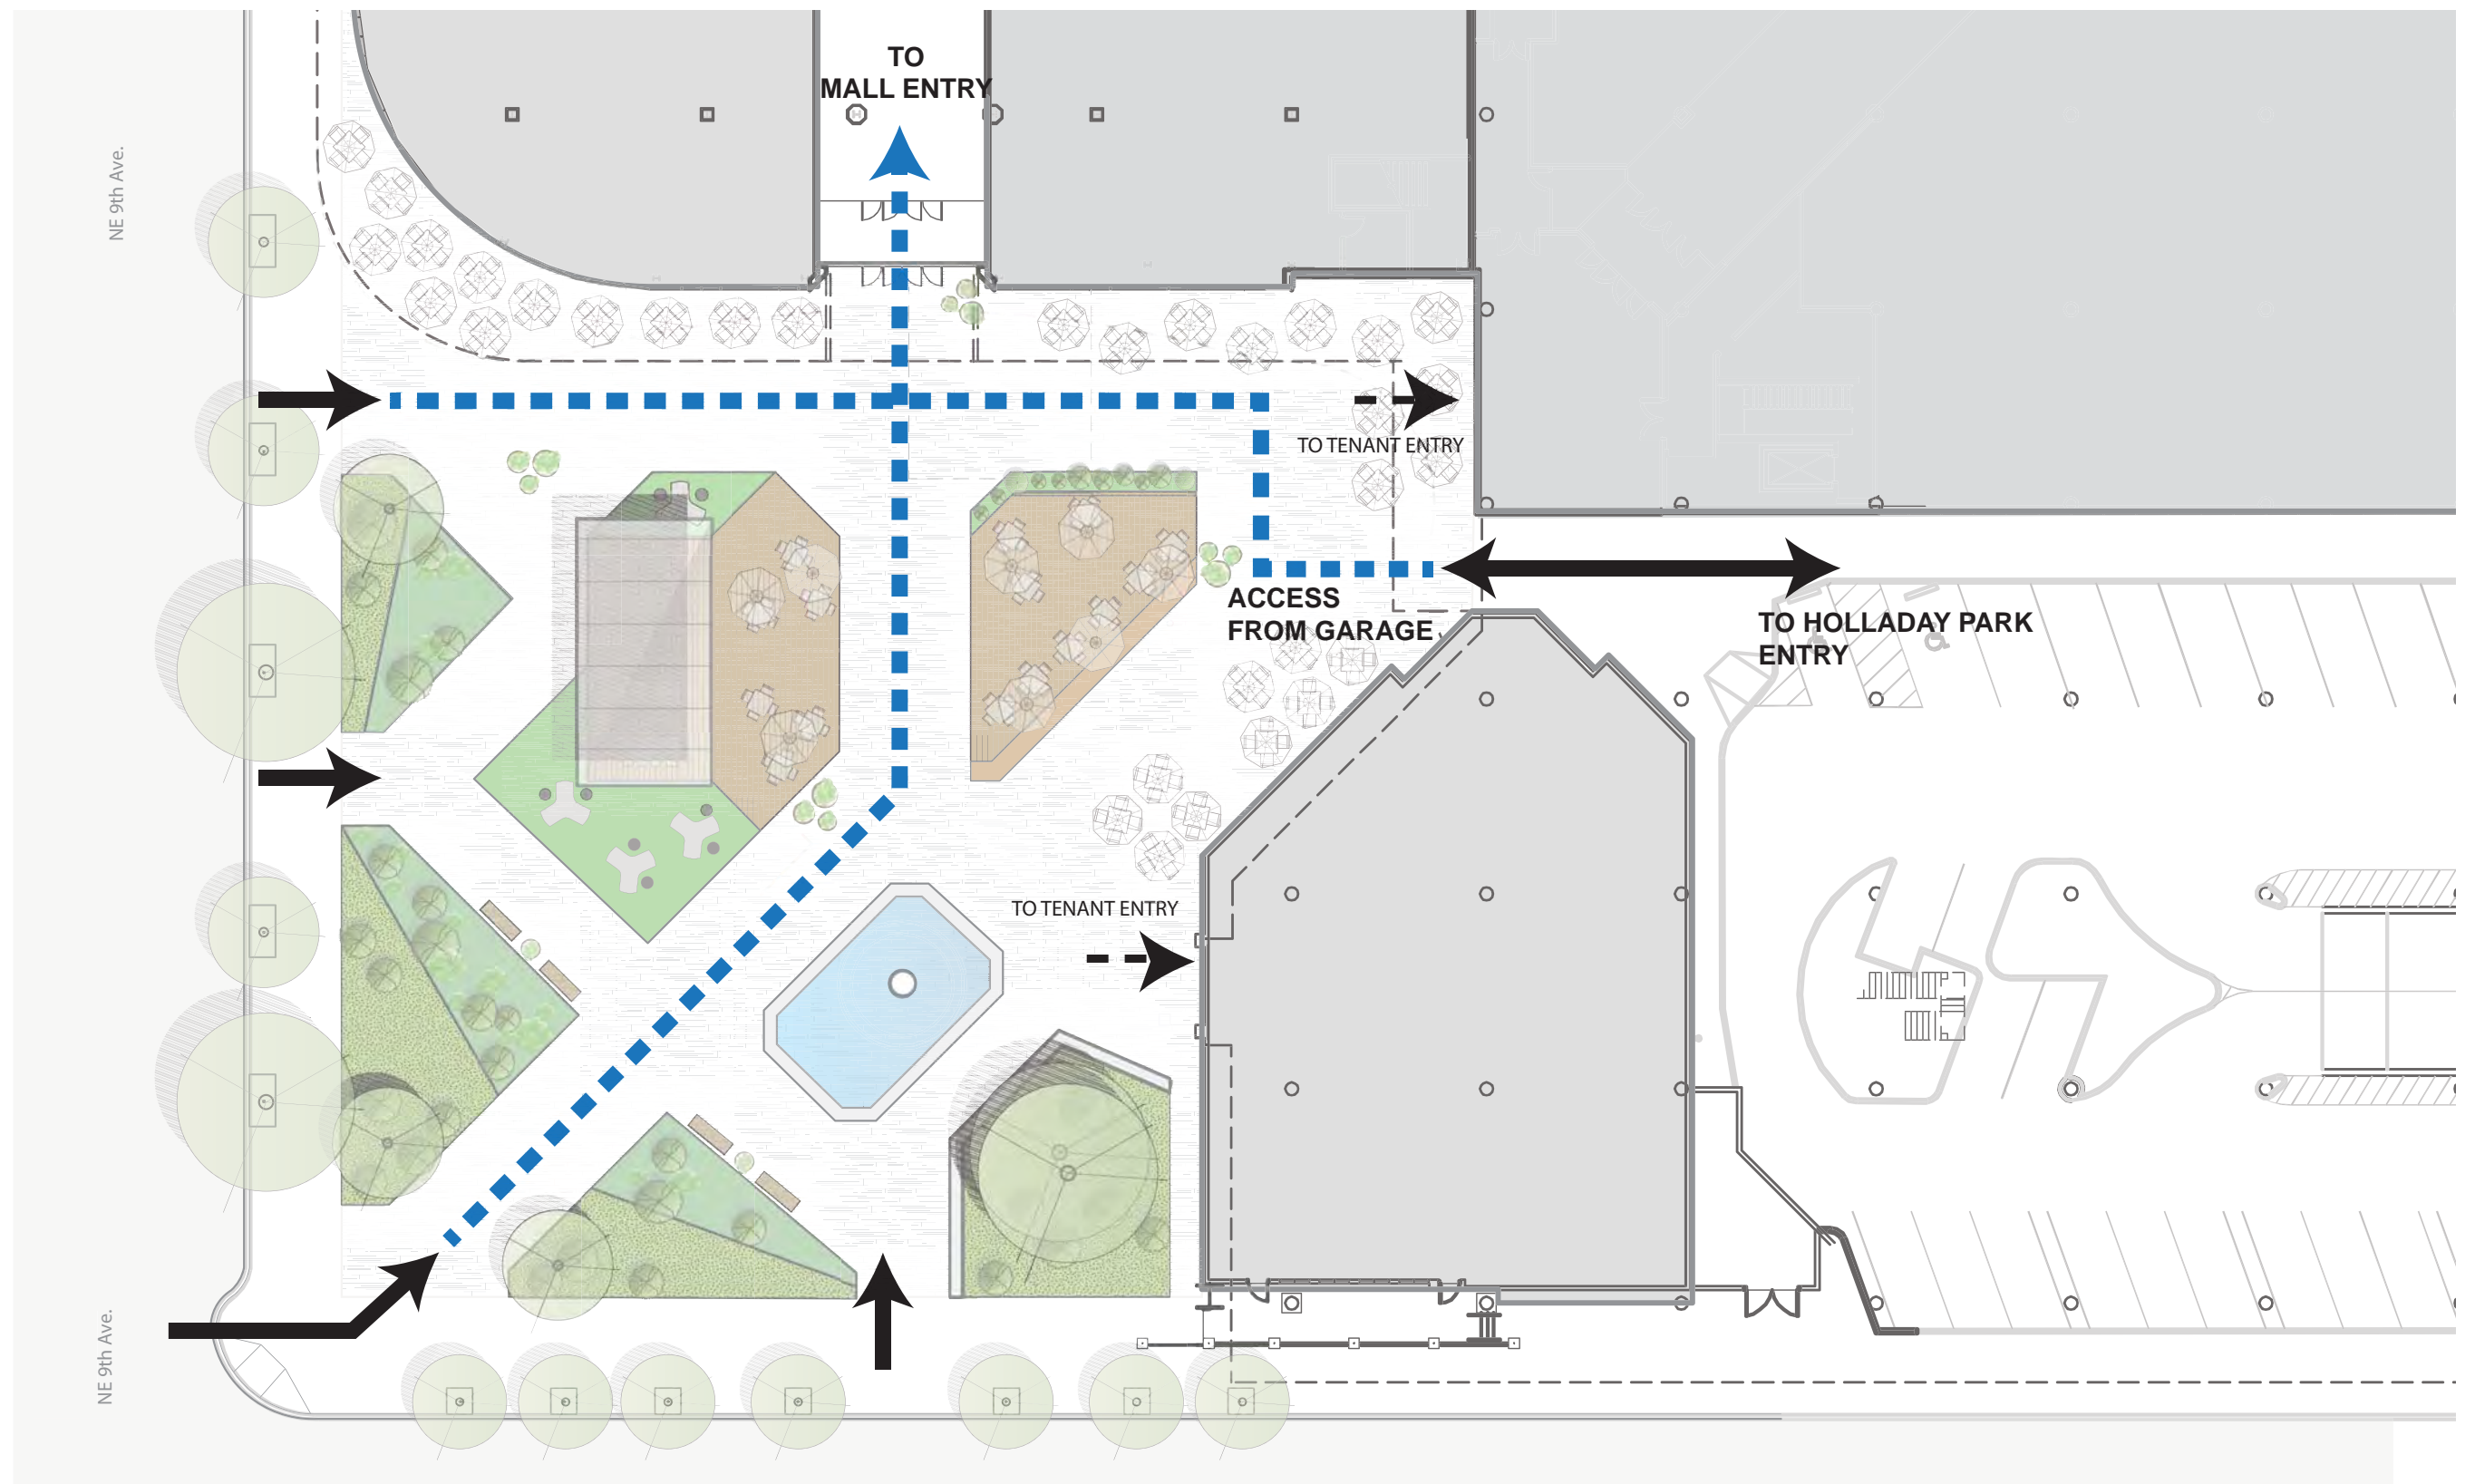 TO
MALL ENTRY
NE 9th Ave.
TO TENANT ENTRY
ACCESS
FROM GARAGE
TO HOLLADAY PARK
ENTRY
TO TENANT ENTRY
NE 9th Ave.